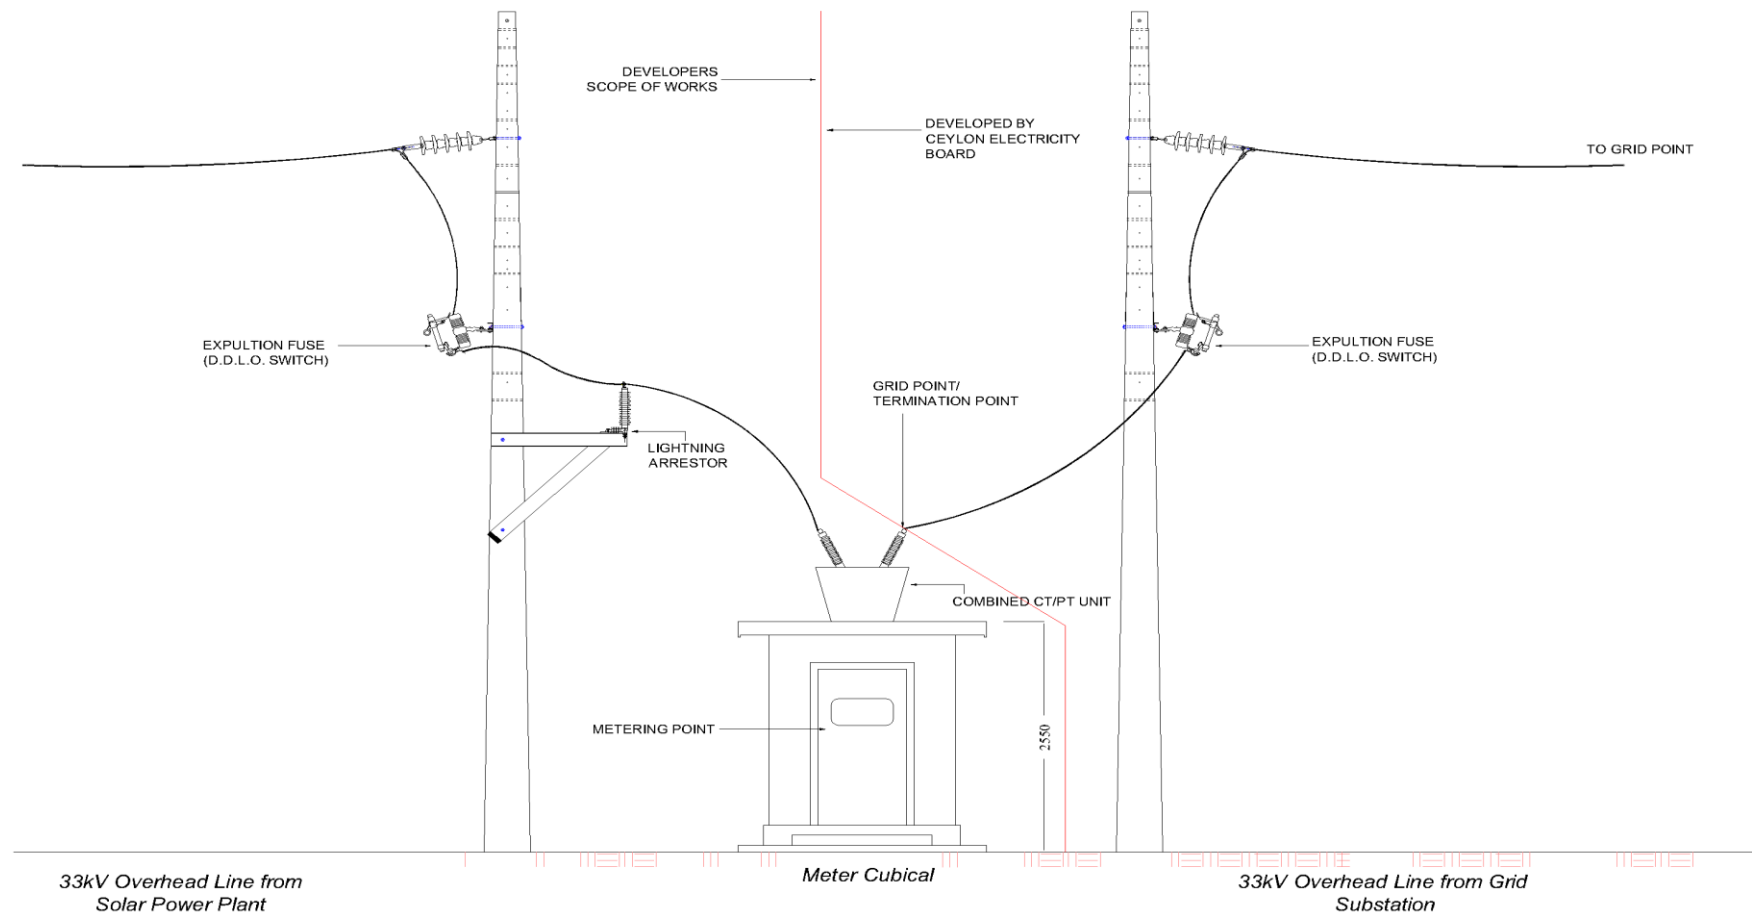 DEVELOPERS
SCOPE OF WORKS
DEVELOPED BY
CEYLON ELECTRICITY
BOARD
TO GRID POINT
EXPULTION FUSE
(D.D.L.O. SWITCH)
EXPULTION FUSE
(D.D.L.O. SWITCH)
GRID POINT/
TERMINATION POINT
LIGHTNING
ARRESTOR
COMBINED CT/PT UNIT
METERING POINT
2550
33kV Overhead Line from
Solar Power Plant
Meter Cubical
33kV Overhead Line from Grid
Substation